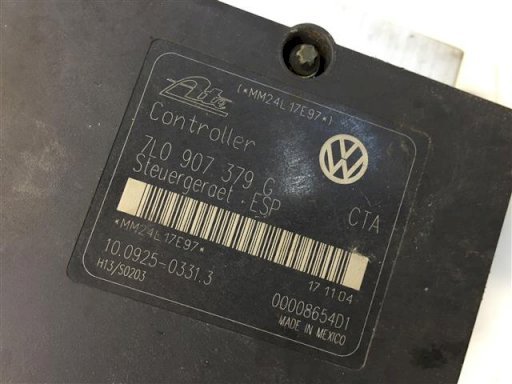 Ate
(*MM24L17E97*)
Controller
7L0 907 379 G
Steuergeraet · ESP
CTA
*MM24L17E97*
10.0925-0331.3
17.11.04
H13/S0203
00008654D1
MADE IN MEXICO